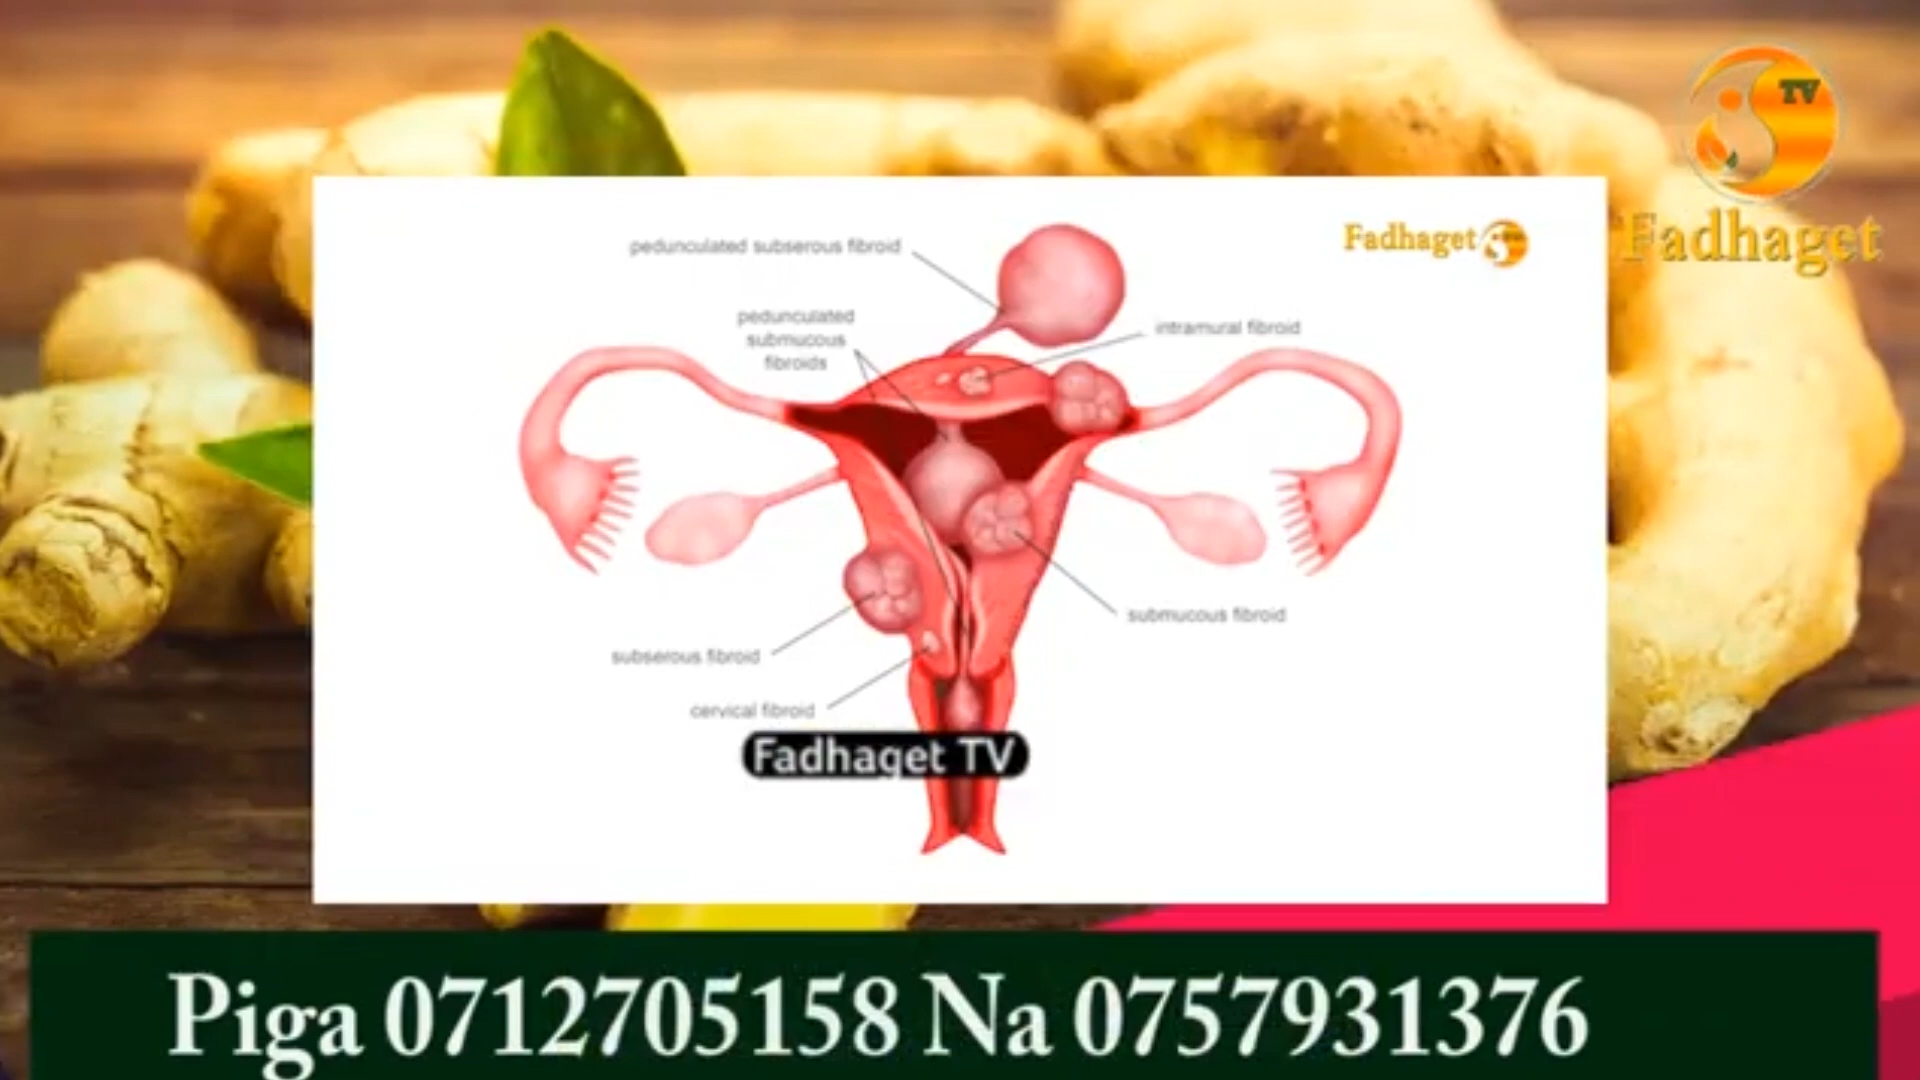 TV
Fadhaget
Fadhaget
pedunculated subserous fibroid
pedunculated
submucous
fibroids
intramural fibroid
submucous fibroid
subserous fibroid
cervical fibroid
Fadhaget TV
Piga 0712705158 Na 0757931376